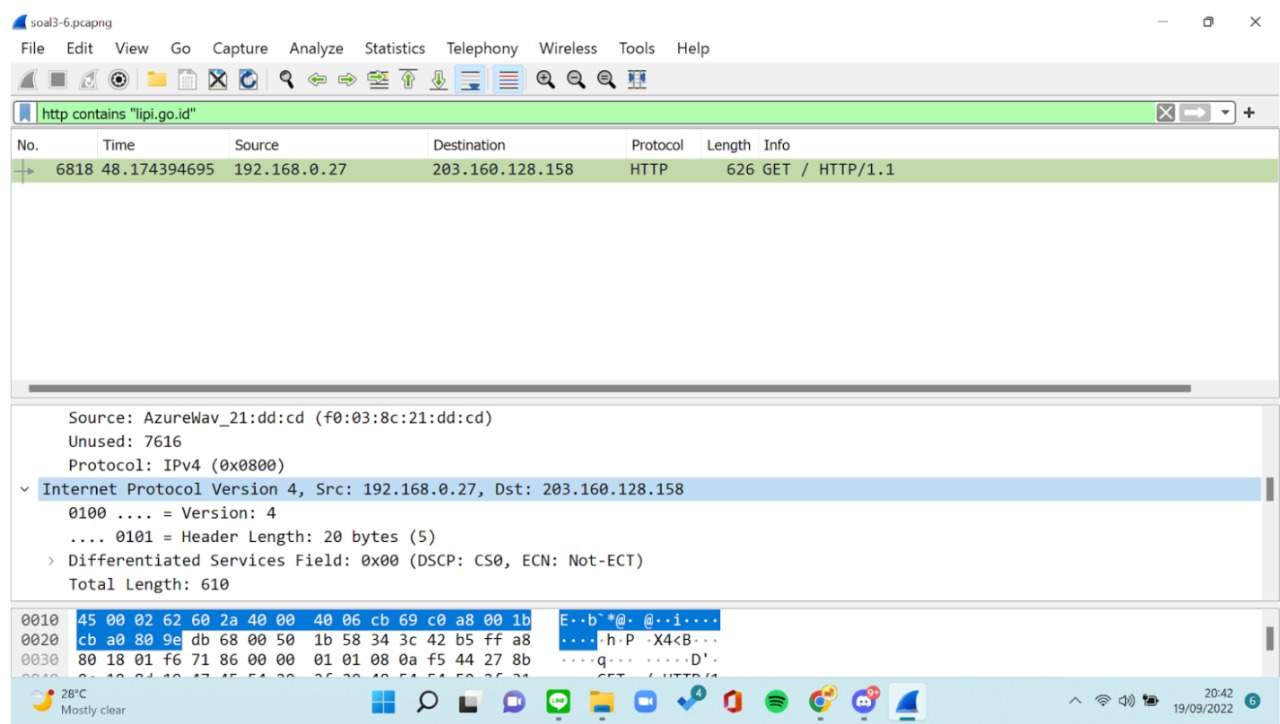 soal3-6.pcapng
File Edit View Go Capture Analyze Statistics Telephony Wireless Tools Help
http contains "lipi.go.id"
No. Time Source Destination Protocol Length Info
6818 48.174394695 192.168.0.27 203.160.128.158 HTTP 626 GET / HTTP/1.1
Source: AzureWav_21:dd:cd (f0:03:8c:21:dd:cd)
Unused: 7616
Protocol: IPv4 (0x0800)
Internet Protocol Version 4, Src: 192.168.0.27, Dst: 203.160.128.158
0100 .... = Version: 4
.... 0101 = Header Length: 20 bytes (5)
Differentiated Services Field: 0x00 (DSCP: CS0, ECN: Not-ECT)
Total Length: 610
0010 45 00 02 62 60 2a 40 00 40 06 cb 69 c0 a8 00 1b E··b`*@· @··i····
0020 cb a0 80 9e db 68 00 50 1b 58 34 3c 42 b5 ff a8 ·····h·P ·X4<B···
0030 80 18 01 f6 71 86 00 00 01 01 08 0a f5 44 27 8b ····q··· ·····D'·
28°C
Mostly clear
LINE
4
9+
20:42
19/09/2022
6